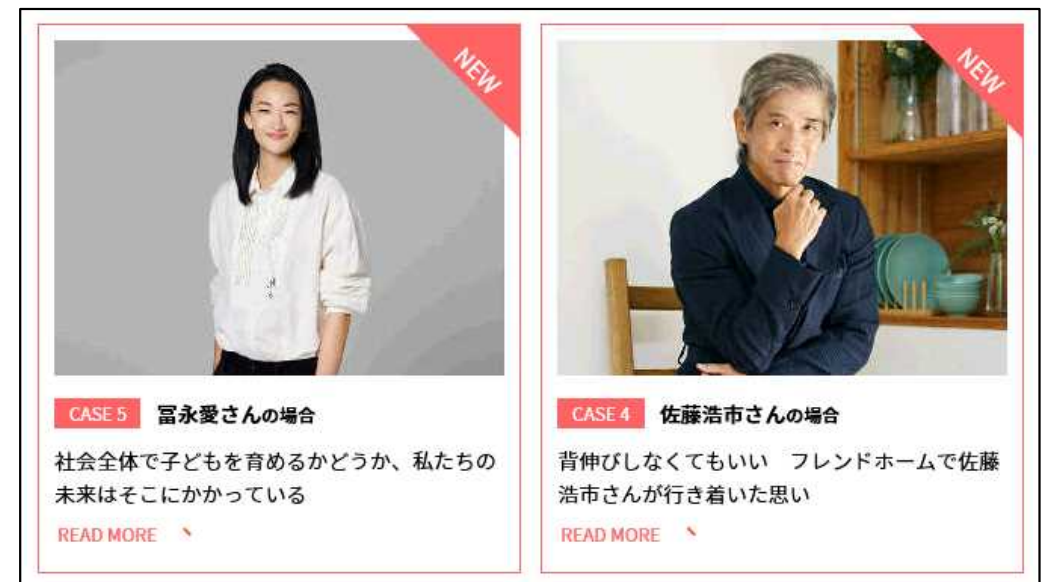 NEW
CASE 5 冨永愛さんの場合
社会全体で子どもを育めるかどうか、私たちの
未来はそこにかかっている
READ MORE
NEW
CASE 4 佐藤浩市さんの場合
背伸びしなくてもいい　フレンドホームで佐藤
浩市さんが行き着いた思い
READ MORE